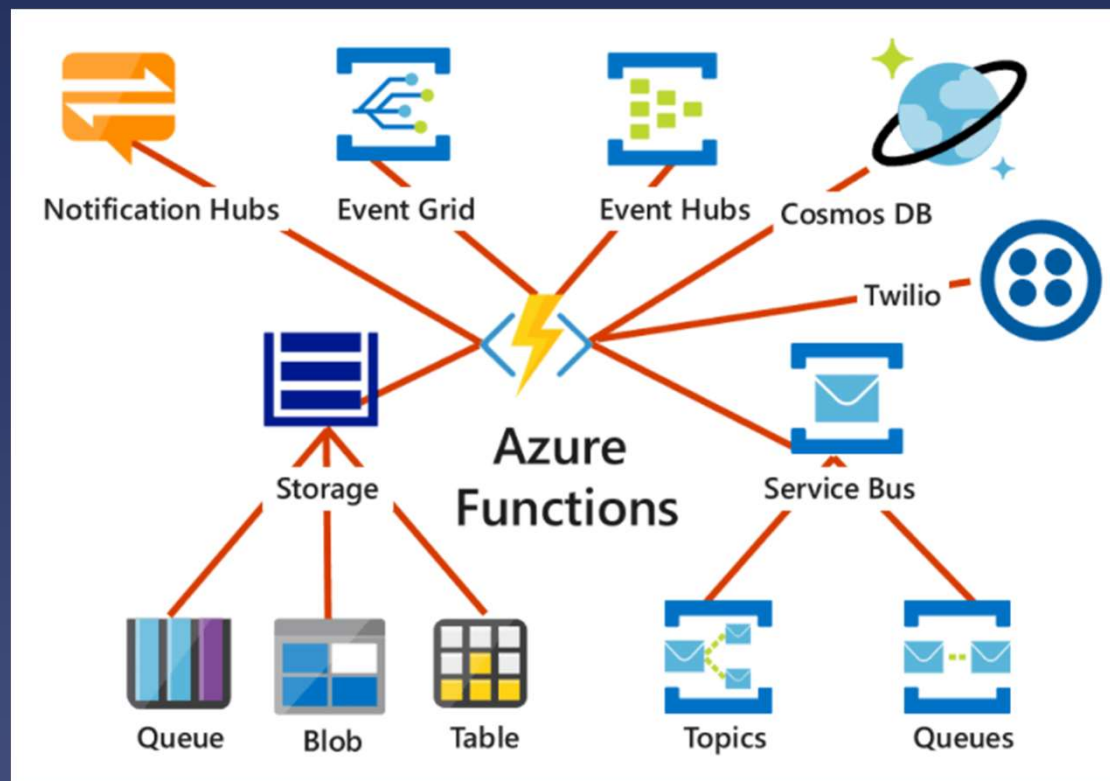 Notification Hubs
Event Grid
Event Hubs
Cosmos DB
Twilio
Azure
Functions
Storage
Service Bus
Queue
Blob
Table
Topics
Queues